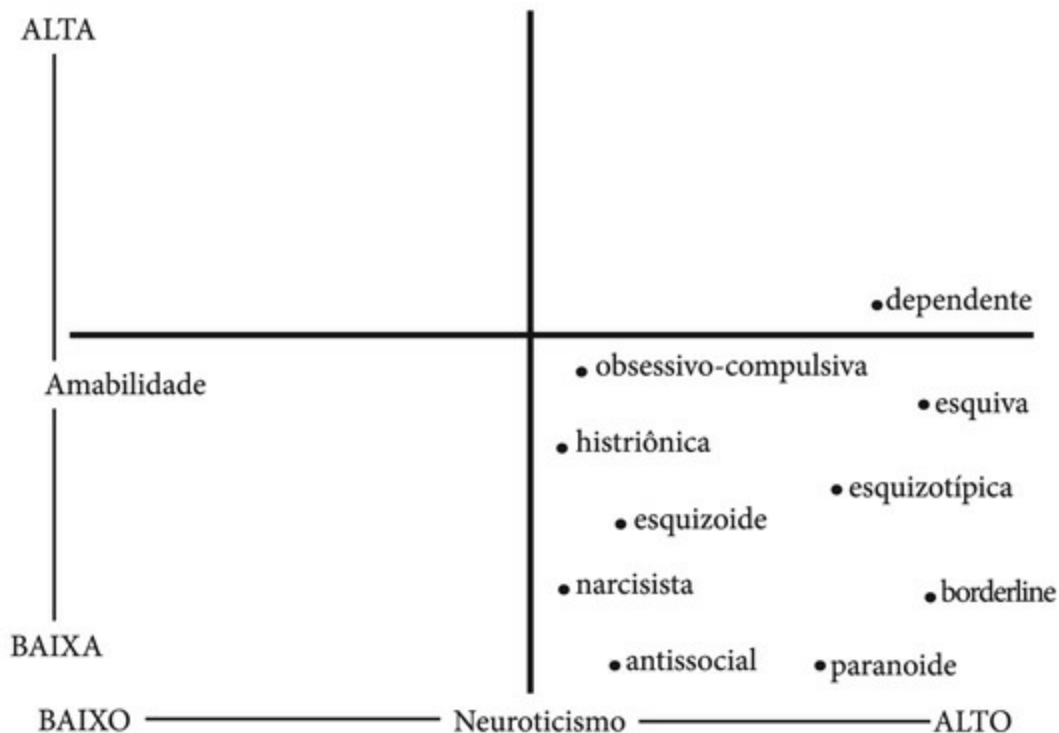 ALTA
dependente
obsessivo-compulsiva
Amabilidade
esquiva
histriônica
esquizotípica
esquizoide
narcisista
borderline
BAIXA
antissocial
paranoide
BAIXO
Neuroticismo
ALTO